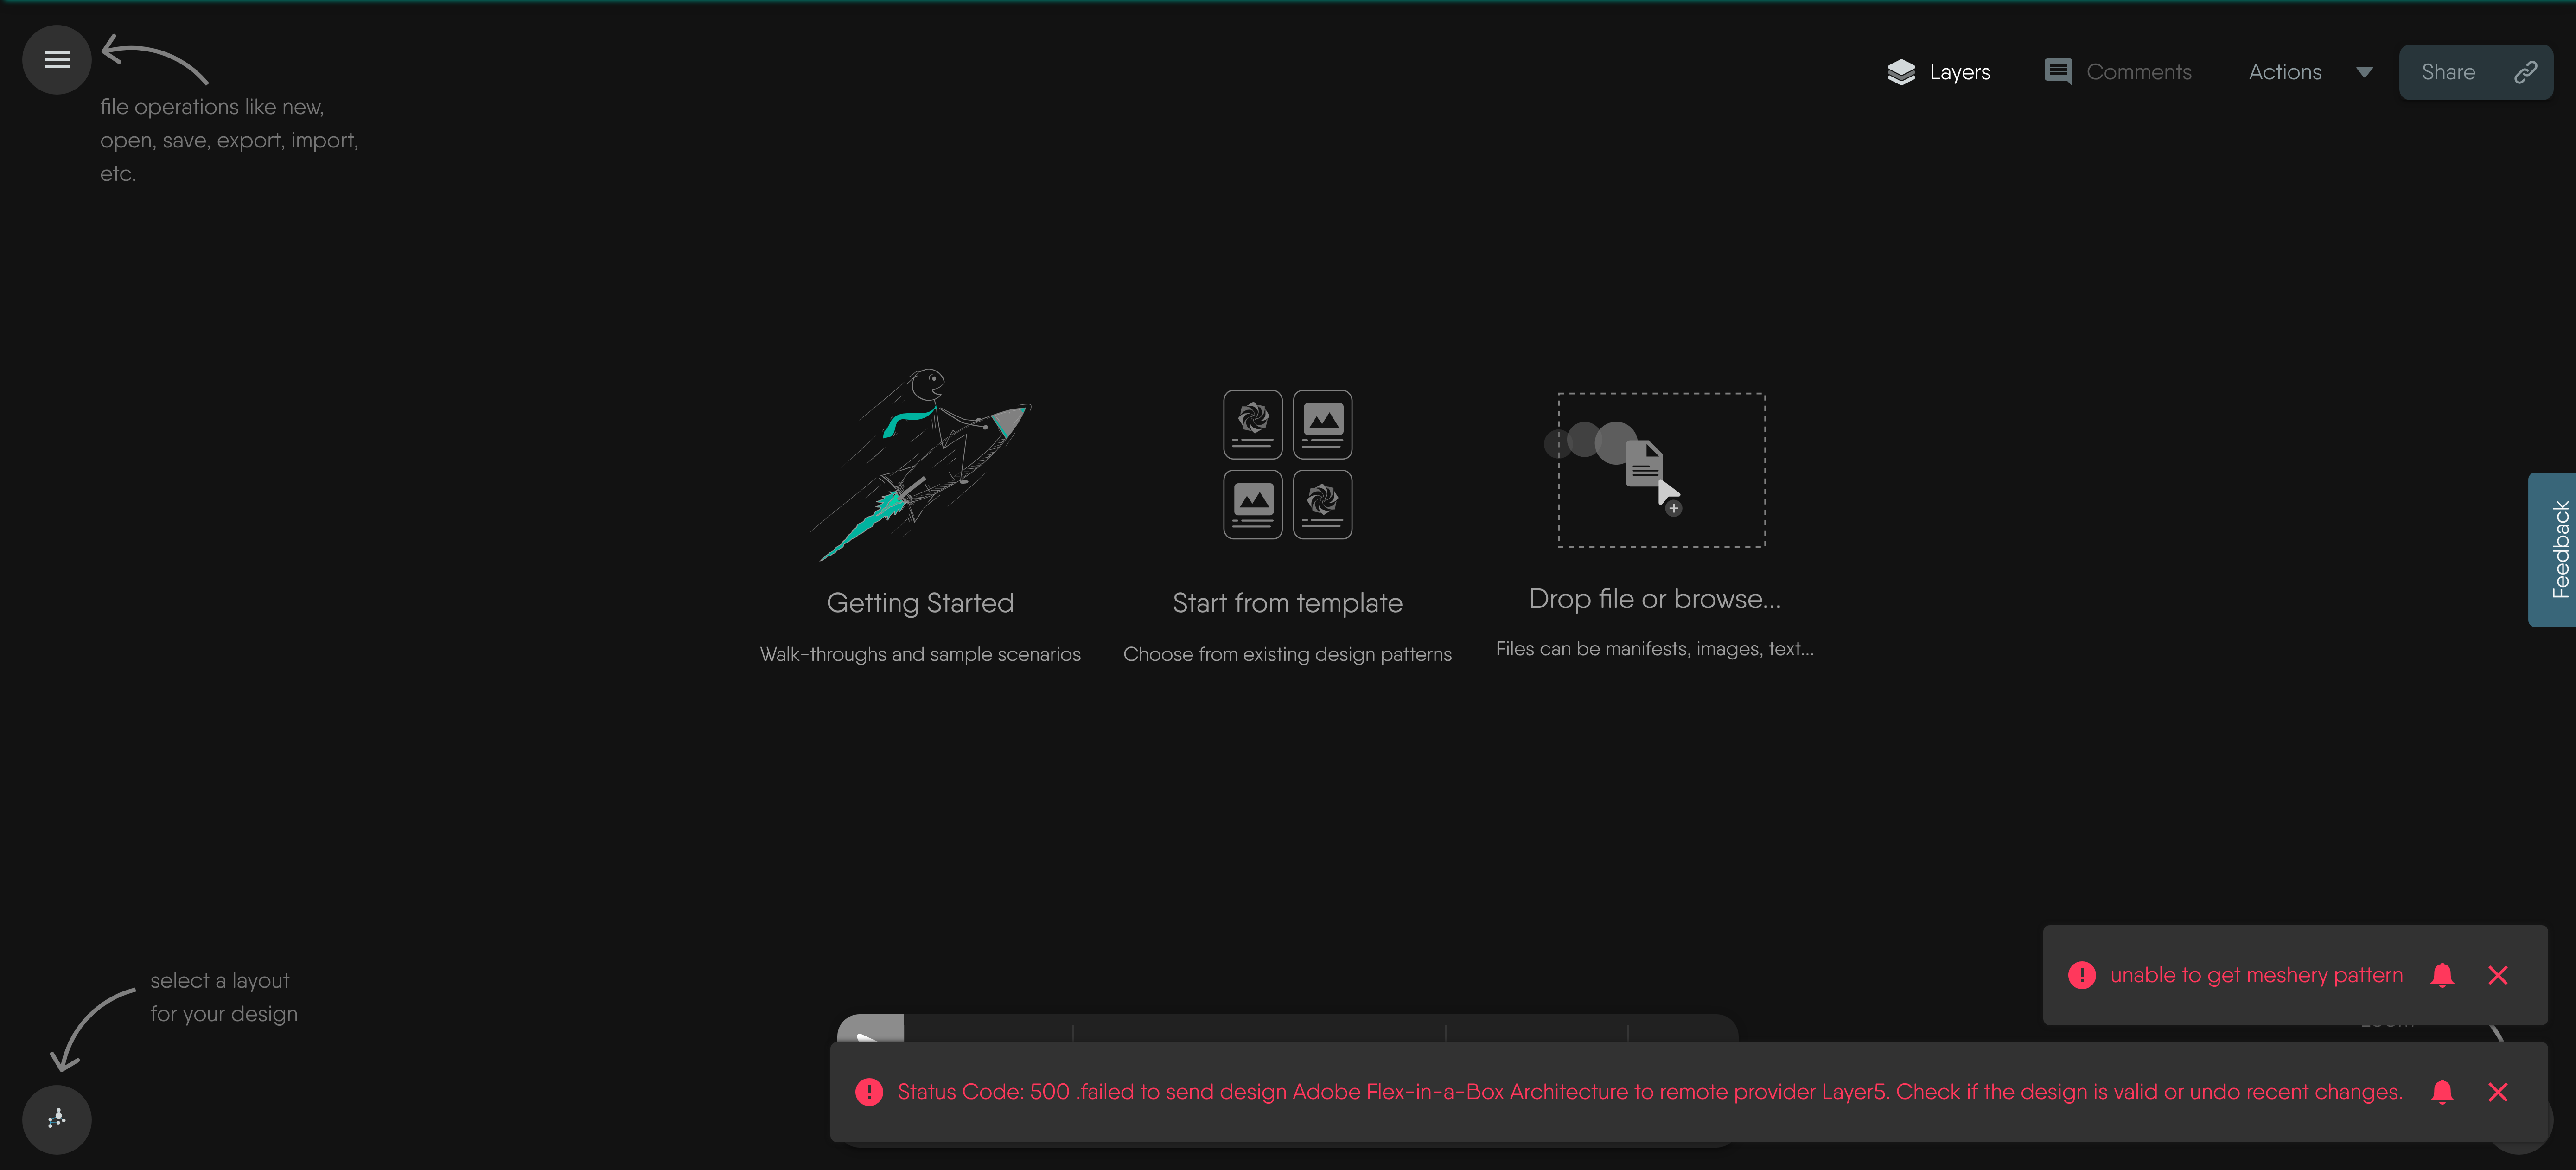 file operations like new,
open, save, export, import,
etc.
Layers
Comments
Actions
Share
Getting Started
Walk-throughs and sample scenarios
Start from template
Choose from existing design patterns
Drop file or browse...
Files can be manifests, images, text...
Feedback
select a layout
for your design
unable to get meshery pattern
Status Code: 500 .failed to send design Adobe Flex-in-a-Box Architecture to remote provider Layer5. Check if the design is valid or undo recent changes.